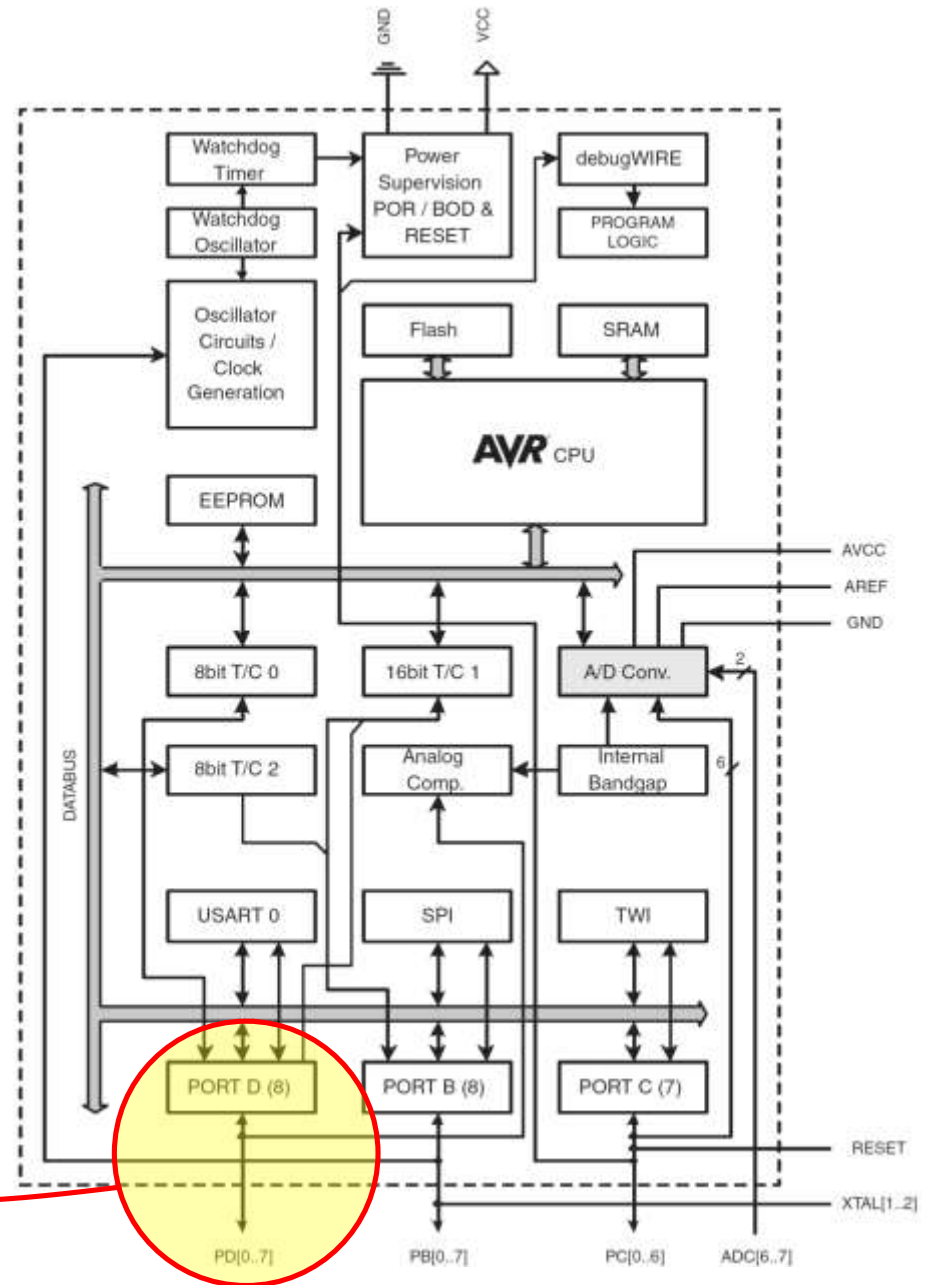 GND
VCC
Watchdog
Timer
Power
Supervision
POR / BOD &
RESET
debugWIRE
Watchdog
Oscillator
PROGRAM
LOGIC
Oscillator
Circuits /
Clock
Generation
Flash
SRAM
AVR CPU
EEPROM
AVCC
AREF
GND
8bit T/C 0
16bit T/C 1
A/D Conv.
2
8bit T/C 2
Analog
Comp.
Internal
Bandgap
6
DATABUS
USART 0
SPI
TWI
PORT D (8)
PORT B (8)
PORT C (7)
RESET
XTAL[1..2]
PD[0..7]
PB[0..7]
PC[0..6]
ADC[6..7]